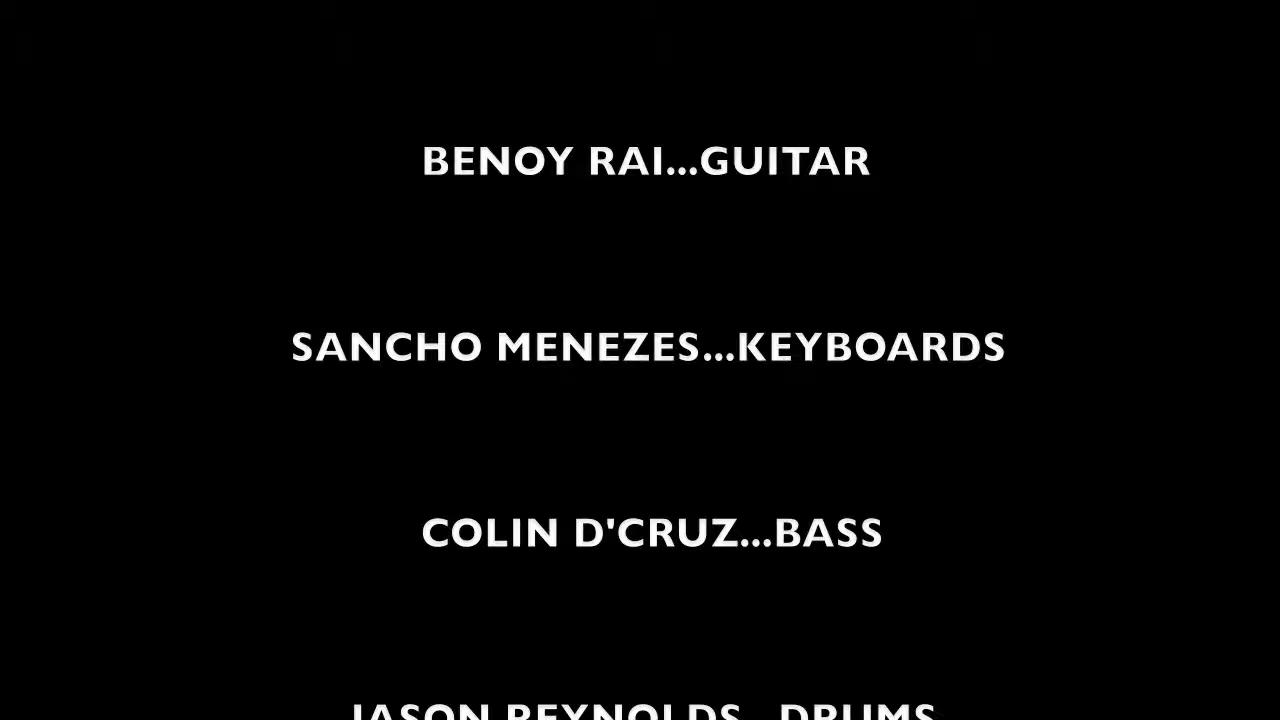 BENOY RAI...GUITAR
SANCHO MENEZES...KEYBOARDS
COLIN D'CRUZ...BASS
JASON REYNOLDS...DRUMS